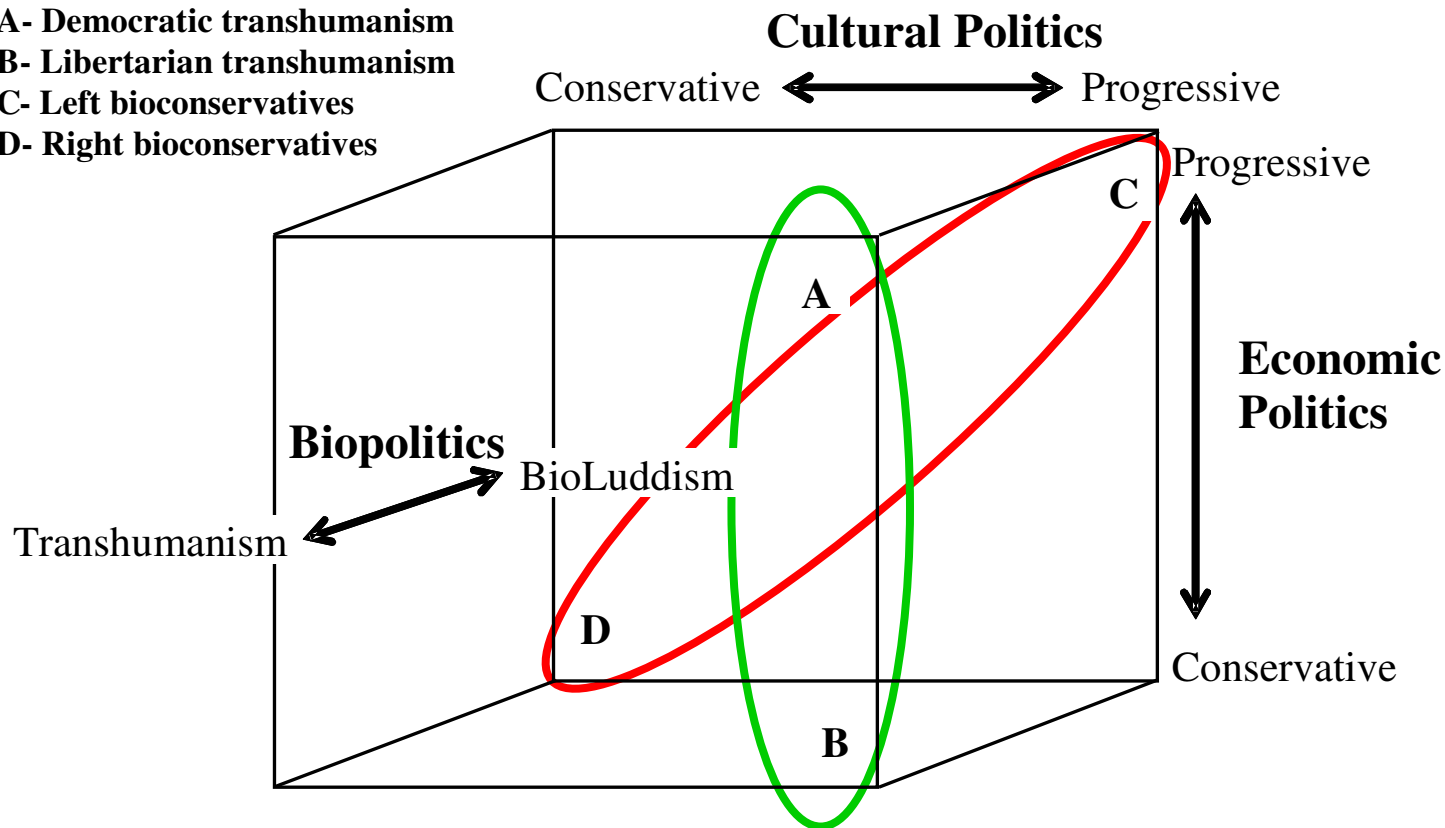 A- Democratic transhumanism
B- Libertarian transhumanism
C- Left bioconservatives
D- Right bioconservatives
Cultural Politics
Conservative
Progressive
Progressive
C
A
Economic
Politics
Biopolitics
BioLuddism
Transhumanism
D
Conservative
B